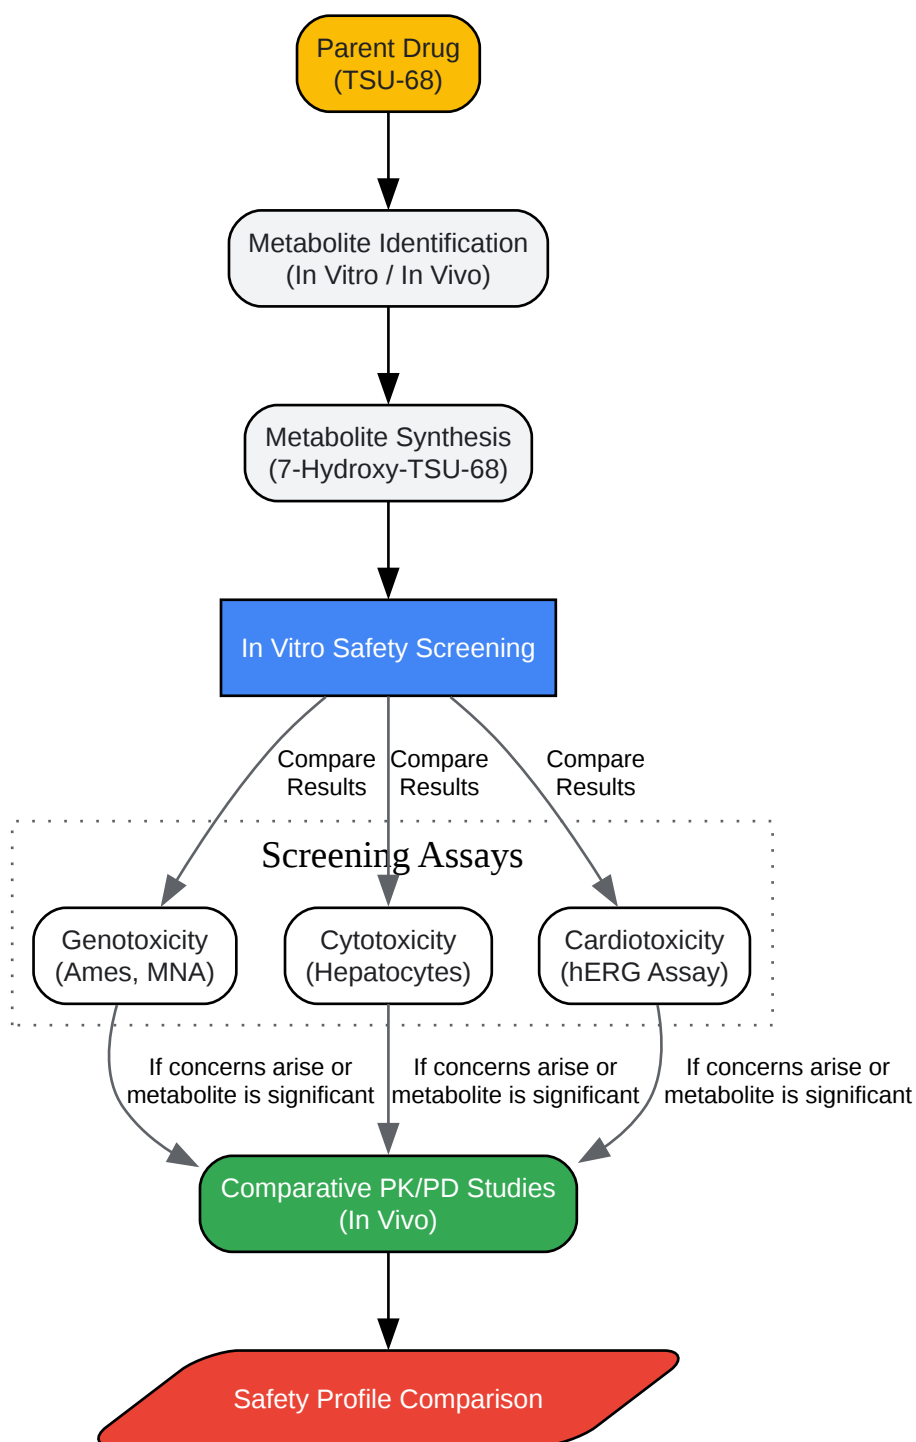 Parent Drug
(TSU-68)
Metabolite Identification
(In Vitro / In Vivo)
Metabolite Synthesis
(7-Hydroxy-TSU-68)
In Vitro Safety Screening
Compare
Results
Compare
Results
Compare
Results
Screening Assays
Genotoxicity
(Ames, MNA)
Cytotoxicity
(Hepatocytes)
Cardiotoxicity
(hERG Assay)
If concerns arise or
metabolite is significant
If concerns arise or
metabolite is significant
If concerns arise or
metabolite is significant
Comparative PK/PD Studies
(In Vivo)
Safety Profile Comparison